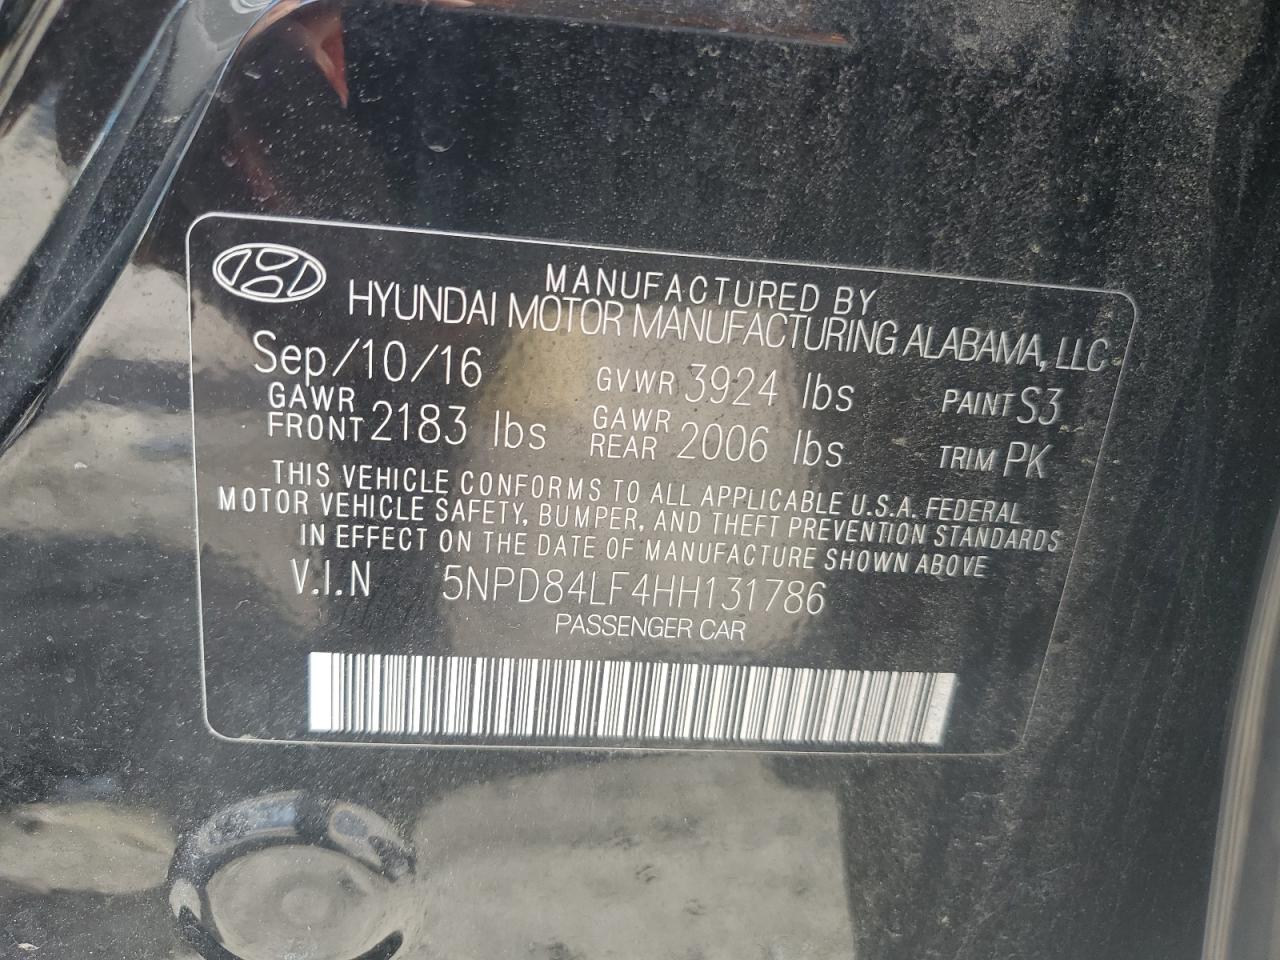 MANUFACTURED BY
HYUNDAI MOTOR MANUFACTURING ALABAMA, LLC
Sep/10/16 GVWR 3924 lbs PAINT S3
GAWR FRONT 2183 lbs GAWR REAR 2006 lbs TRIM PK
THIS VEHICLE CONFORMS TO ALL APPLICABLE U.S.A. FEDERAL
MOTOR VEHICLE SAFETY, BUMPER, AND THEFT PREVENTION STANDARDS
IN EFFECT ON THE DATE OF MANUFACTURE SHOWN ABOVE
V.I.N 5NPD84LF4HH131786
PASSENGER CAR